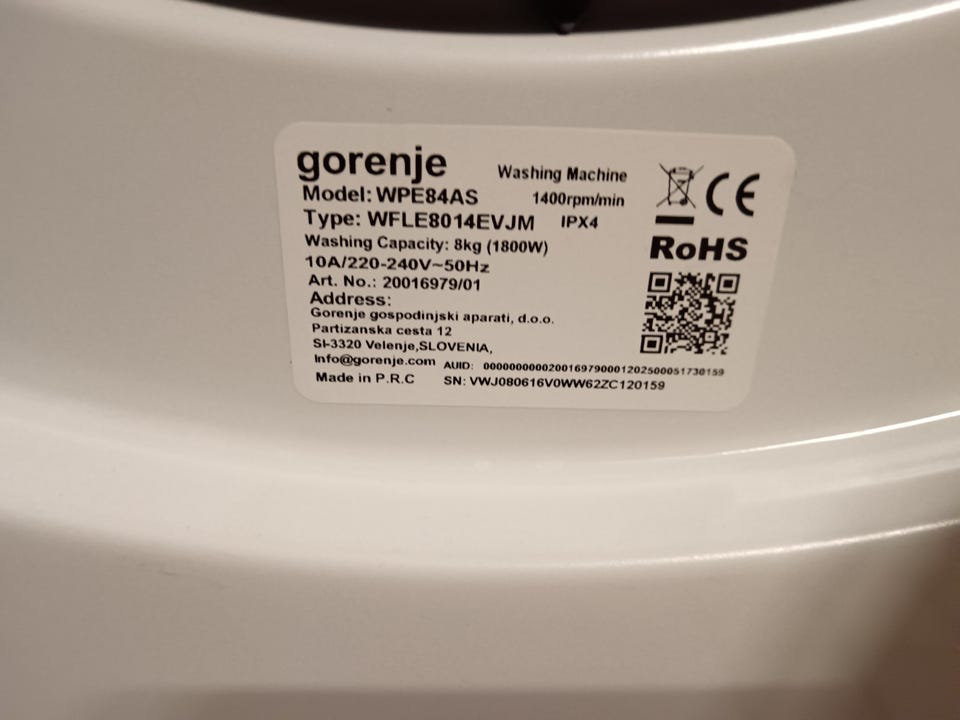 gorenje
Washing Machine
Model: WPE84AS
1400rpm/min
Type: WFLE8014EVJM
IPX4
Washing Capacity: 8kg (1800W)
10A/220-240V~50Hz
Art. No.: 20016979/01
Address:
Gorenje gospodinjski aparati, d.o.o.
Partizanska cesta 12
SI-3320 Velenje,SLOVENIA,
Info@gorenje.com
AUID: 0000000000200169790001202500051730159
Made in P.R.C
SN: VWJ080616V0WW62ZC120159
CE
RoHS